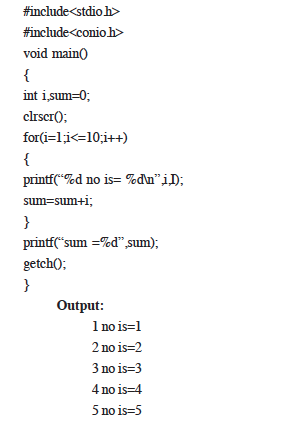 #include<stdio.h>
#include<conio.h>
void main()
{
int i,sum=0;
clrscr();
for(i=1;i<=10;i++)
{
printf(“%d no is= %d\n”,i,I);
sum=sum+i;
}
printf(“sum =%d”,sum);
getch();
}
Output:
1 no is=1
2 no is=2
3 no is=3
4 no is=4
5 no is=5